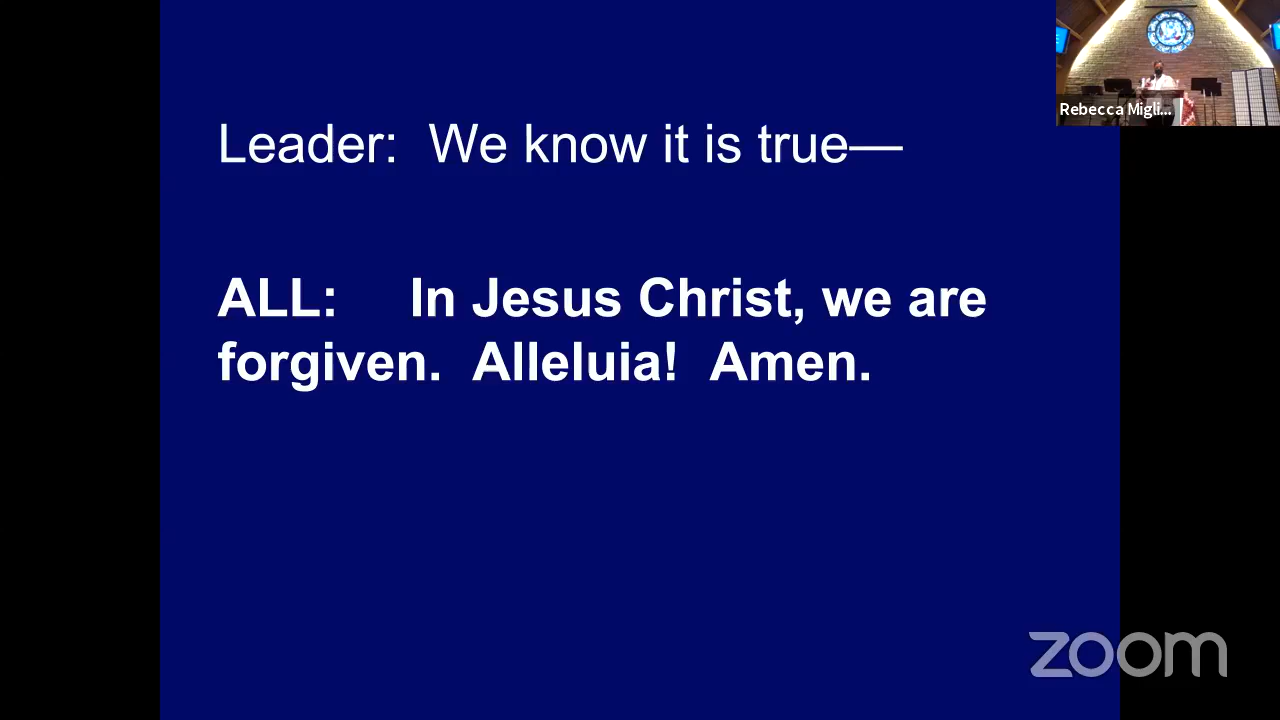 Rebecca Migli...
Leader:  We know it is true—
ALL:     In Jesus Christ, we are
forgiven.  Alleluia!  Amen.
zoom